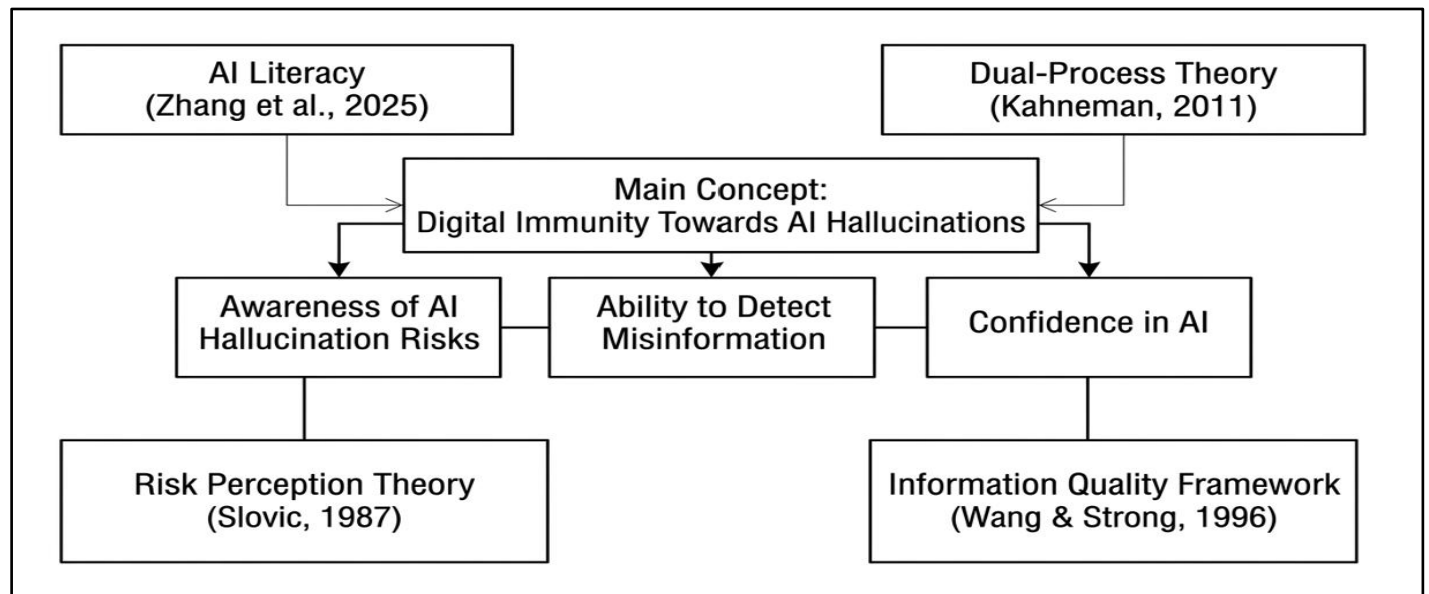 AI Literacy
(Zhang et al., 2025)
Dual-Process Theory
(Kahneman, 2011)
Main Concept:
Digital Immunity Towards AI Hallucinations
Awareness of AI
Hallucination Risks
Ability to Detect
Misinformation
Confidence in AI
Risk Perception Theory
(Slovic, 1987)
Information Quality Framework
(Wang & Strong, 1996)